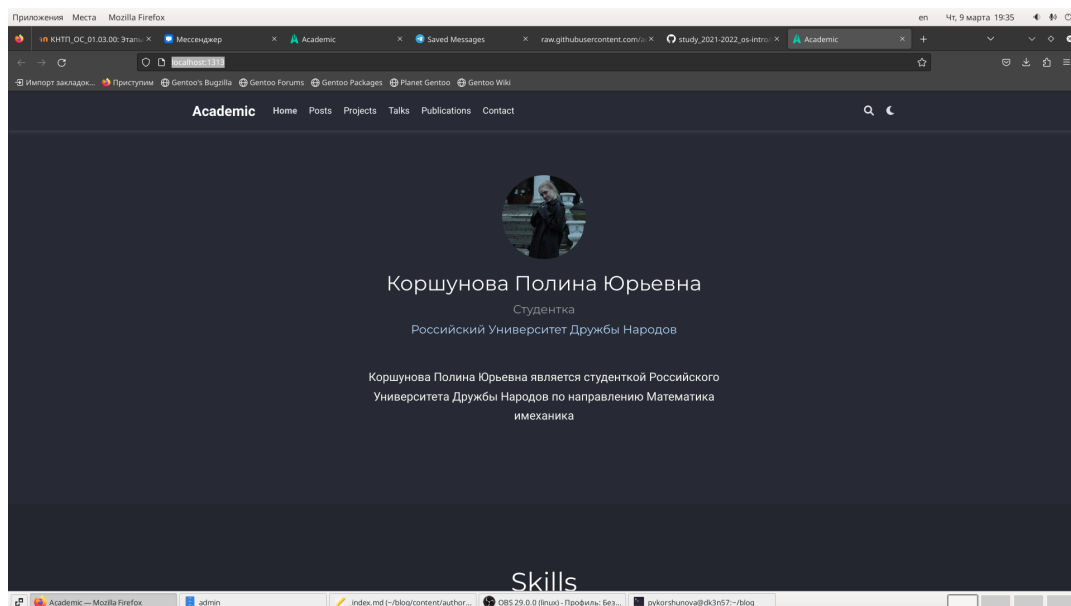 Приложения Места Mozilla Firefox en Чт, 9 марта 19:35
КНТП_ОС_01.03.00: Этапы Мессенджер Academic Saved Messages raw.githubusercontent.com/a study_2021-2022_os-intro Academic
localhost:1313
Импорт закладок... Приступим Gentoo's Bugzilla Gentoo Forums Gentoo Packages Planet Gentoo Gentoo Wiki
Academic Home Posts Projects Talks Publications Contact
Коршунова Полина Юрьевна
Студентка
Российский Университет Дружбы Народов
Коршунова Полина Юрьевна является студенткой Российского
Университета Дружбы Народов по направлению Математика
имеханика
Skills
Academic — Mozilla Firefox admin index.md (~/blog/content/author... OBS 29.0.0 (linux) - Профиль: Без... pykorshunova@dk3n57:~/blog